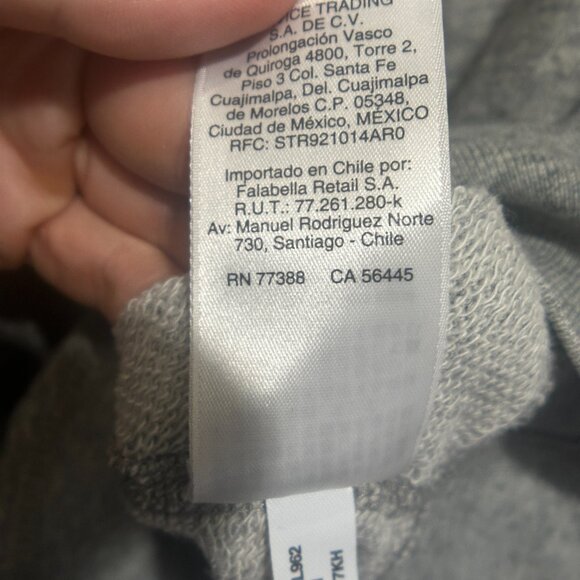 TRADING
S.A. DE C.V.
Prolongación Vasco
de Quiroga 4800, Torre 2,
Piso 3 Col. Santa Fe
Cuajimalpa, Del. Cuajimalpa
de Morelos C.P. 05348,
Ciudad de México, MÉXICO
RFC: STR921014AR0
Importado en Chile por:
Falabella Retail S.A.
R.U.T.: 77.261.280-k
Av: Manuel Rodriguez Norte
730, Santiago - Chile
RN 77388 CA 56445